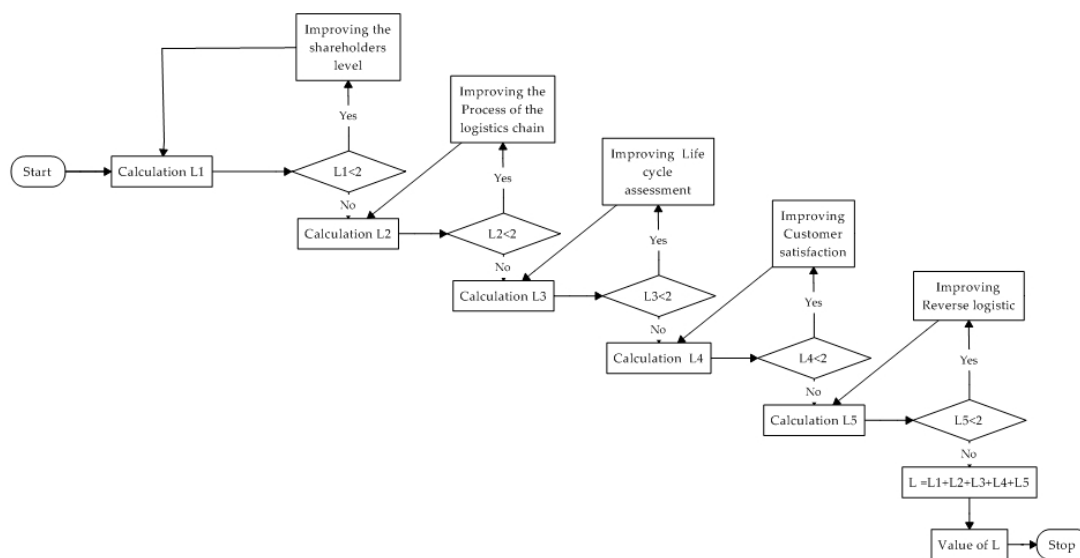 Improving the
shareholders
level
Yes
Start
Calculation L1
L1<2
No
Improving the
Process of the
logistics chain
Yes
Calculation L2
L2<2
No
Improving Life
cycle
assessment
Yes
Calculation L3
L3<2
No
Improving
Customer
satisfaction
Yes
Calculation L4
L4<2
No
Improving
Reverse logistic
Yes
Calculation L5
L5<2
No
L =L1+L2+L3+L4+L5
Value of L
Stop